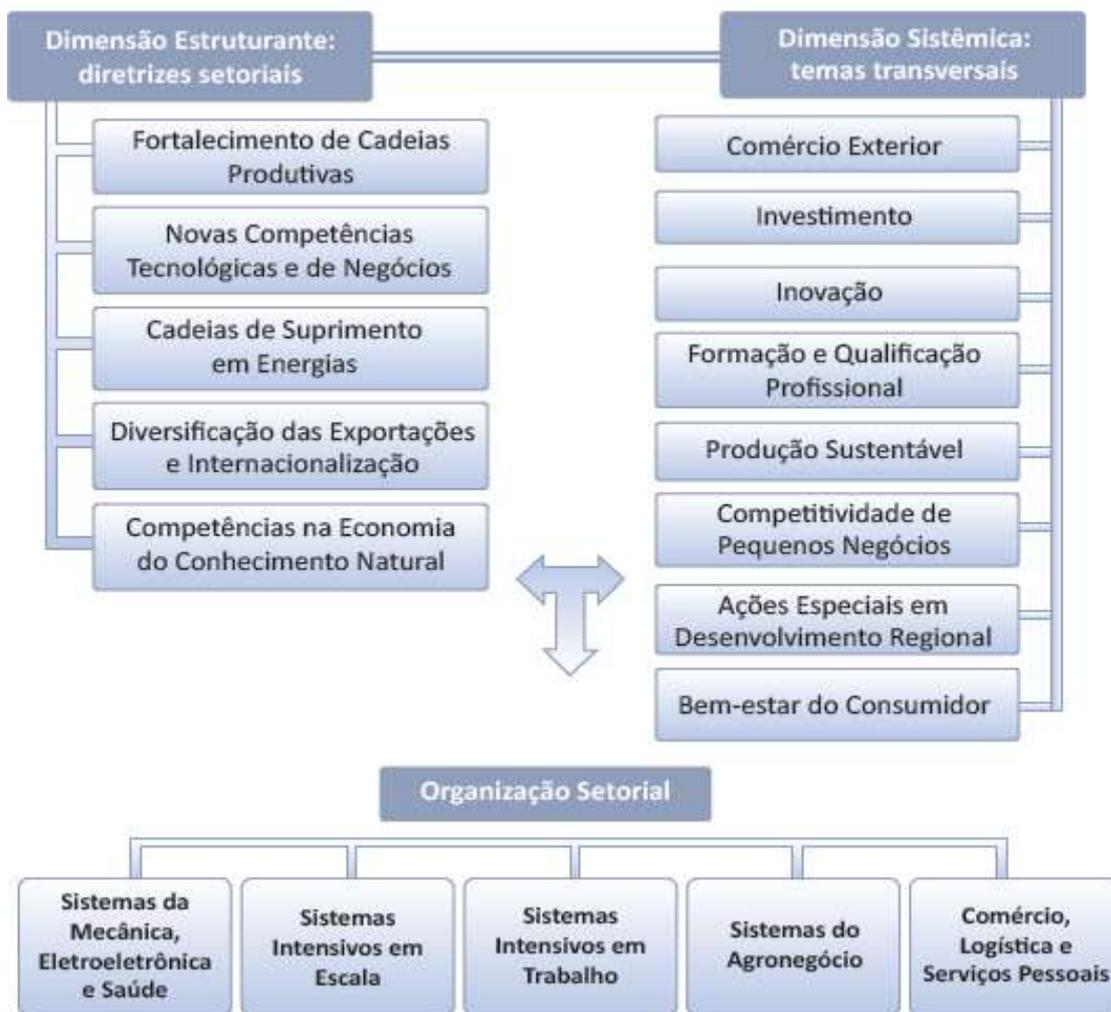 Dimensão Estruturante:
diretrizes setoriais
Fortalecimento de Cadeias
Produtivas
Novas Competências
Tecnológicas e de Negócios
Cadeias de Suprimento
em Energias
Diversificação das Exportações
e Internacionalização
Competências na Economia
do Conhecimento Natural
Dimensão Sistêmica:
temas transversais
Comércio Exterior
Investimento
Inovação
Formação e Qualificação
Profissional
Produção Sustentável
Competitividade de
Pequenos Negócios
Ações Especiais em
Desenvolvimento Regional
Bem-estar do Consumidor
Organização Setorial
Sistemas da
Mecânica,
Eletroeletrônica
e Saúde
Sistemas
Intensivos em
Escala
Sistemas
Intensivos em
Trabalho
Sistemas do
Agronegócio
Comércio,
Logística e
Serviços Pessoais